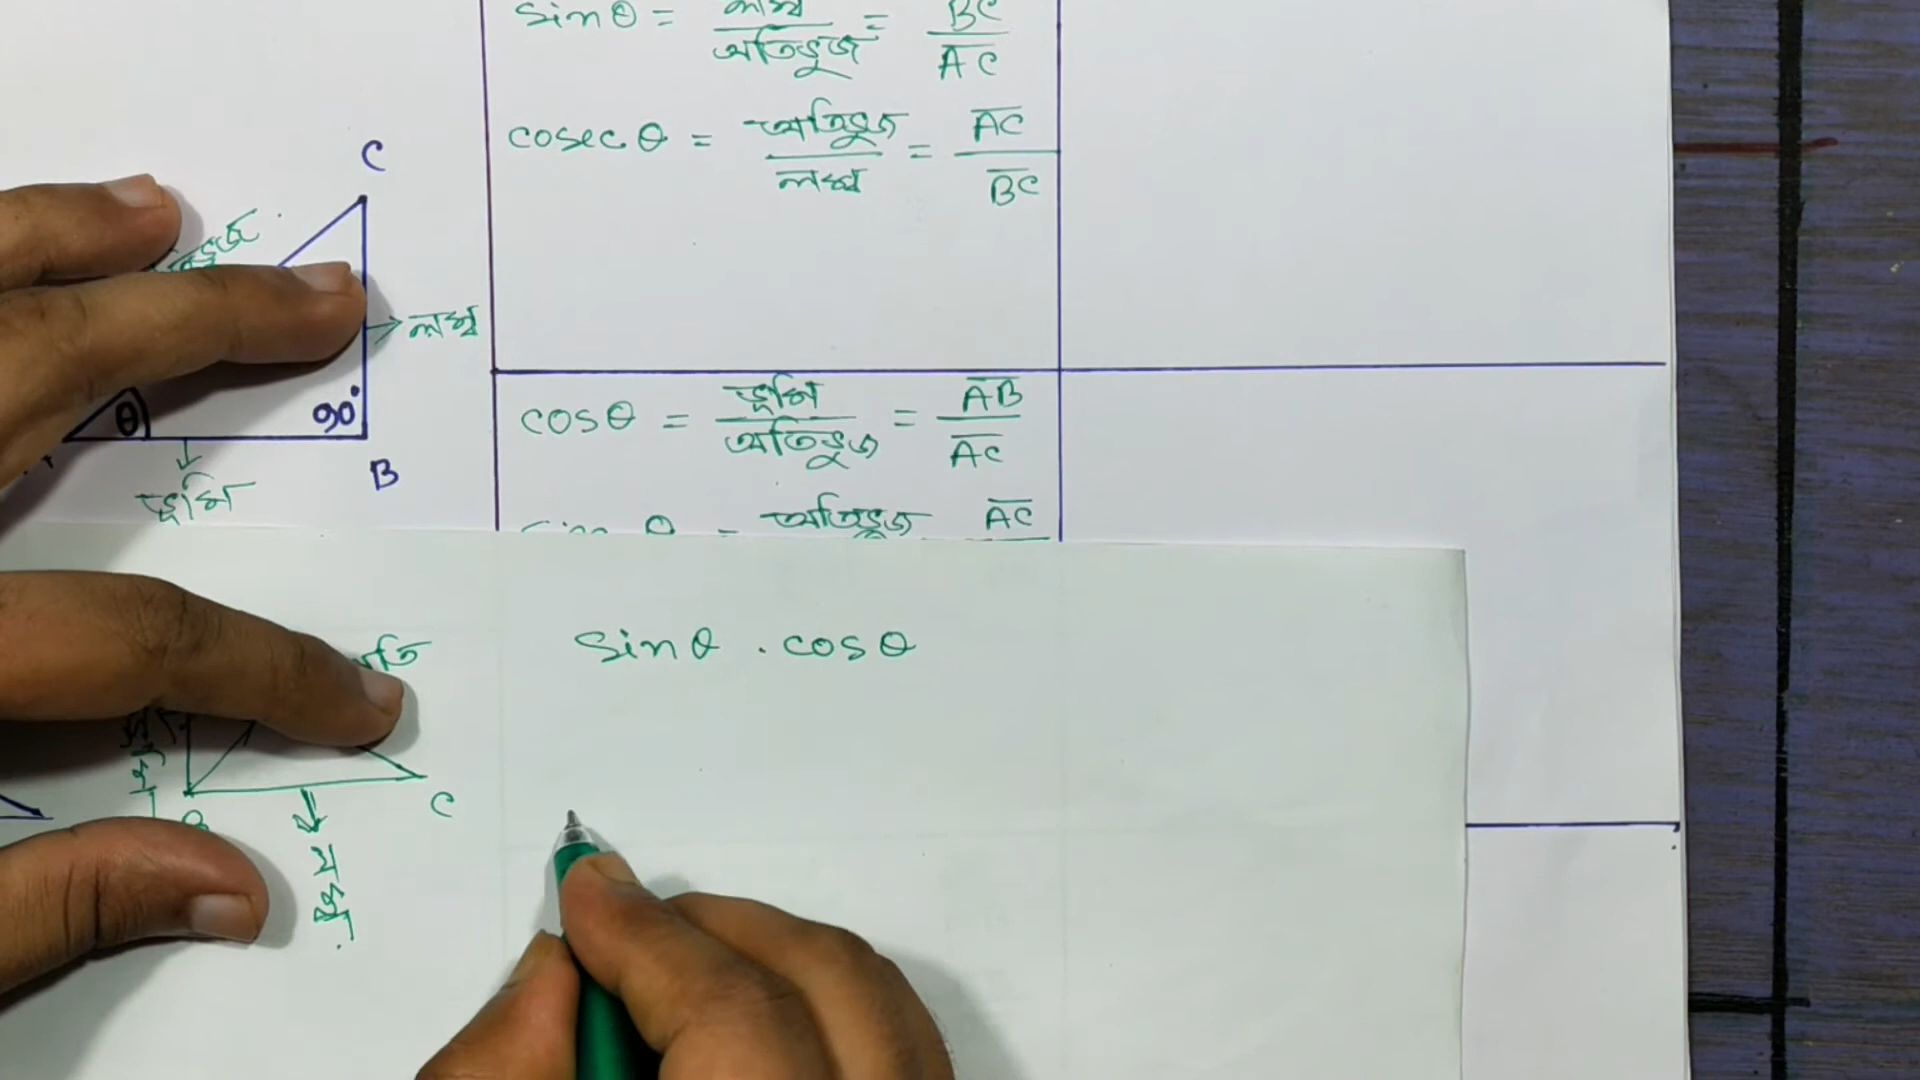 sinθ = লম্ব/অতিভুজ = BC/AC
cosecθ = অতিভুজ/লম্ব = AC/BC
C
→ লম্ব
θ
90°
B
ভূমি
cosθ = ভূমি/অতিভুজ = AB/AC
θ = অতিভুজ AC
sinθ . cosθ
অতি
C
B